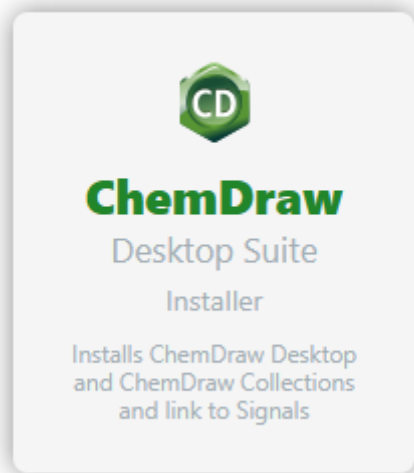 CD
ChemDraw
Desktop Suite
Installer
Installs ChemDraw Desktop
and ChemDraw Collections
and link to Signals